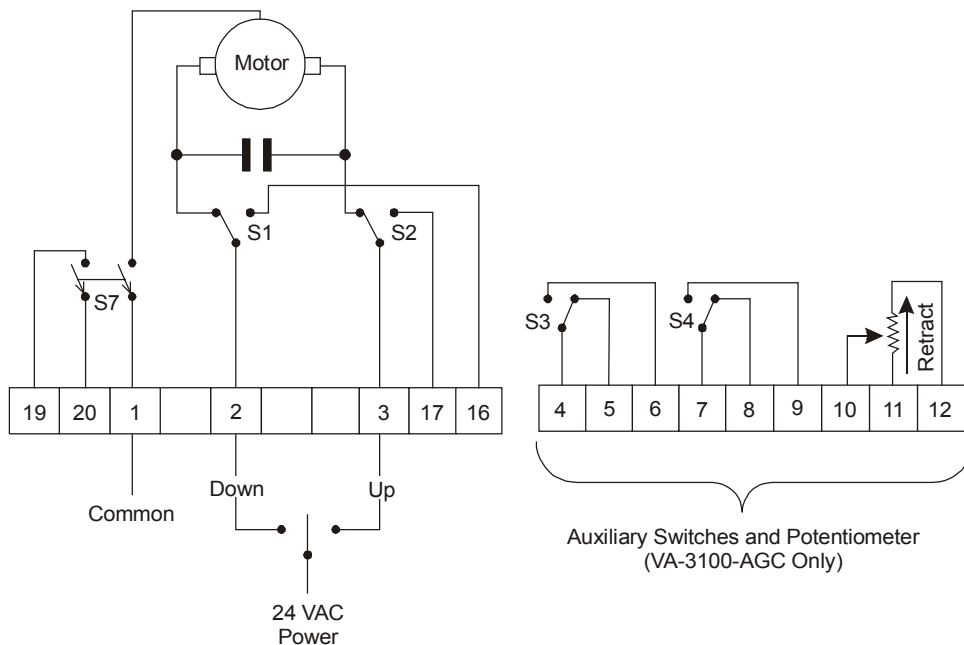 Motor
S1
S2
S7
S3
S4
Retract
19 20 1 2 3 17 16
4 5 6 7 8 9 10 11 12
Down
Up
Common
24 VAC
Power
Auxiliary Switches and Potentiometer
(VA-3100-AGC Only)